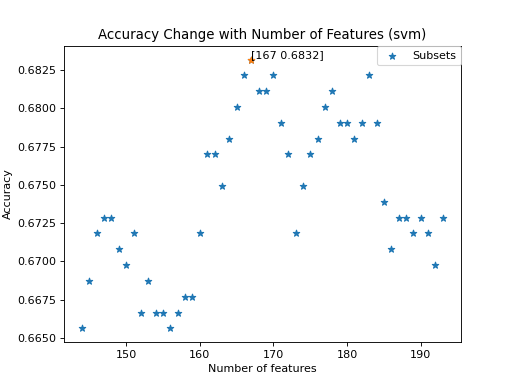 Accuracy Change with Number of Features (svm)
[167 0.6832]
Subsets
0.6825
0.6800
0.6775
0.6750
0.6725
0.6700
0.6675
0.6650
Accuracy
150 160 170 180 190
Number of features